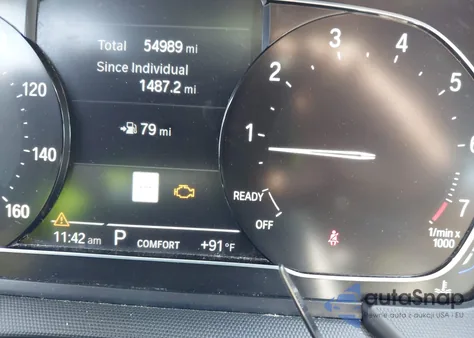 Total 54989 mi
Since Individual
1487.2 mi
79 mi
120
140
160
1
2
3
4
5
6
7
READY
OFF
1/min x
1000
11:42 am P COMFORT +91°F
autoSnap